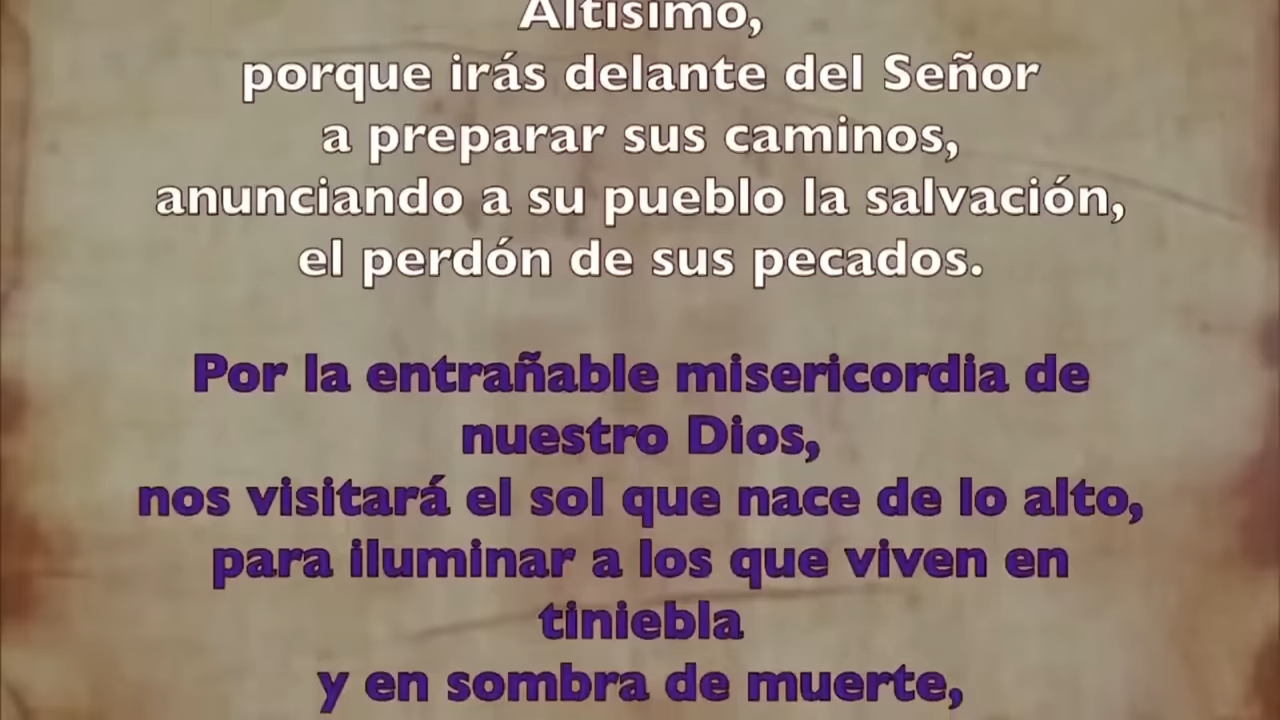 Altísimo,
porque irás delante del Señor
a preparar sus caminos,
anunciando a su pueblo la salvación,
el perdón de sus pecados.
Por la entrañable misericordia de
nuestro Dios,
nos visitará el sol que nace de lo alto,
para iluminar a los que viven en
tiniebla
y en sombra de muerte,